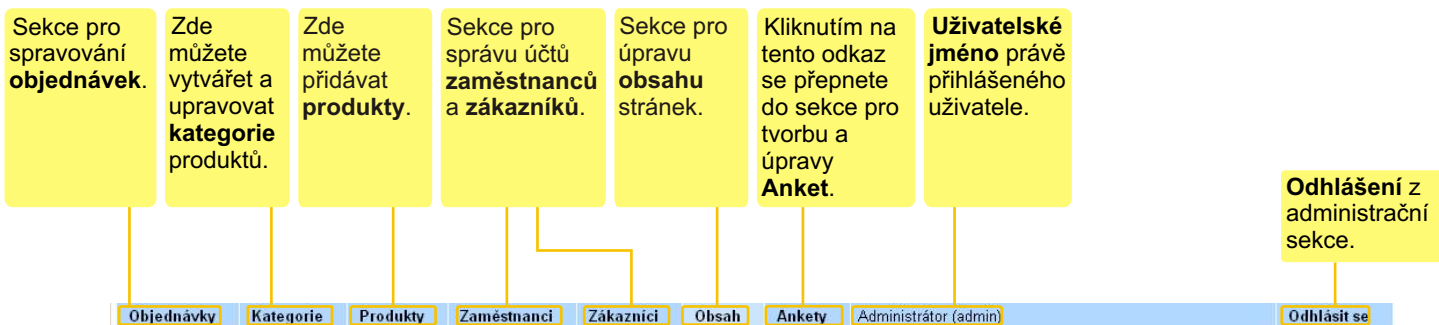 Sekce pro
spravování
objednávek.
Zde
můžete
vytvářet a
upravovat
kategorie
produktů.
Zde
můžete
přidávat
produkty.
Sekce pro
správu účtů
zaměstnanců
a zákazníků.
Sekce pro
úpravu
obsahu
stránek.
Kliknutím na
tento odkaz
se přepnete
do sekce pro
tvorbu a
úpravy
Anket.
Uživatelské
jméno právě
přihlášeného
uživatele.
Odhlášení z
administrační
sekce.
Objednávky Kategorie Produkty Zaměstnanci Zákazníci Obsah Ankety Administrátor (admin) Odhlásit se